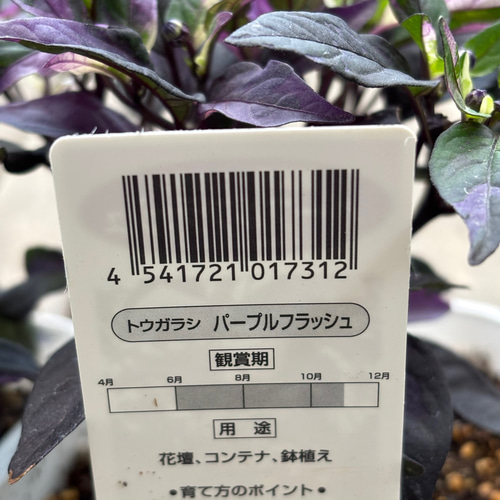 4 541721 017312
トウガラシ パープルフラッシュ
観賞期
4月 6月 8月 10月 12月
用 途
花壇、コンテナ、鉢植え
•育て方のポイント•